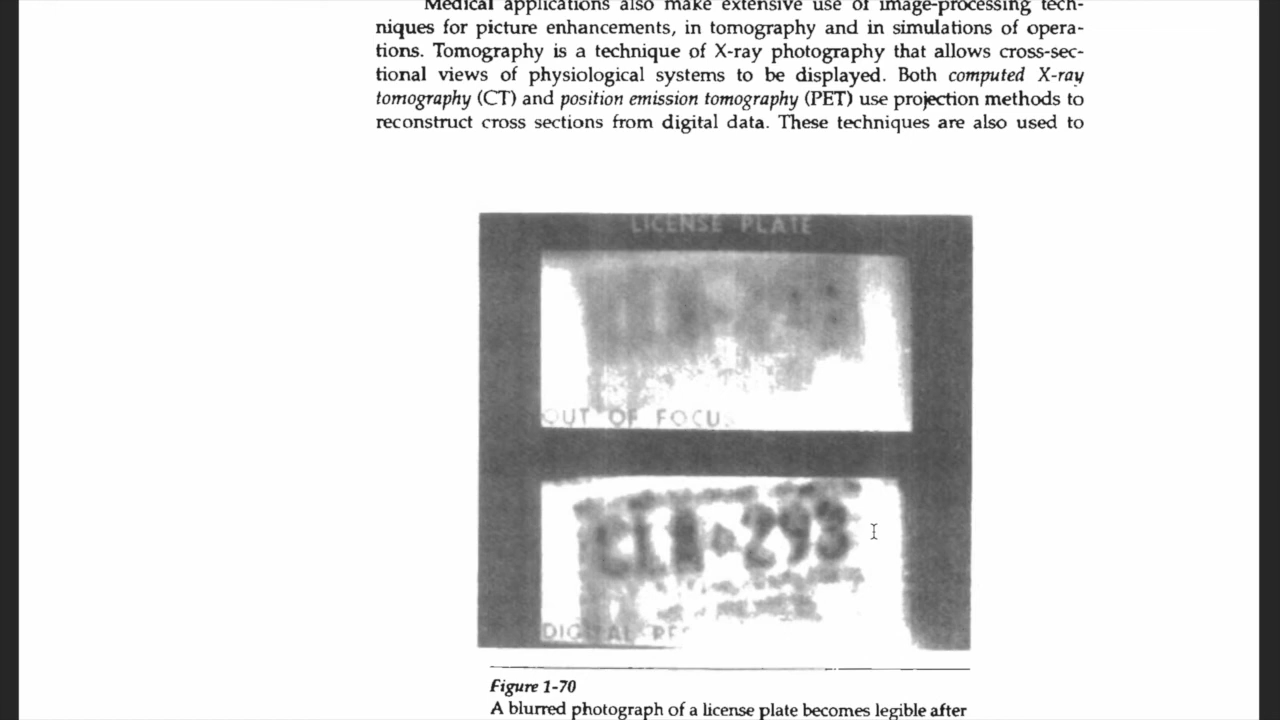 Medical applications also make extensive use of image-processing tech-
niques for picture enhancements, in tomography and in simulations of opera-
tions. Tomography is a technique of X-ray photography that allows cross-sec-
tional views of physiological systems to be displayed. Both computed X-ray
tomography (CT) and position emission tomography (PET) use projection methods to
reconstruct cross sections from digital data. These techniques are also used to
LICENSE PLATE
OUT OF FOCUS
293
DIGITAL
Figure 1-70
A blurred photograph of a license plate becomes legible after